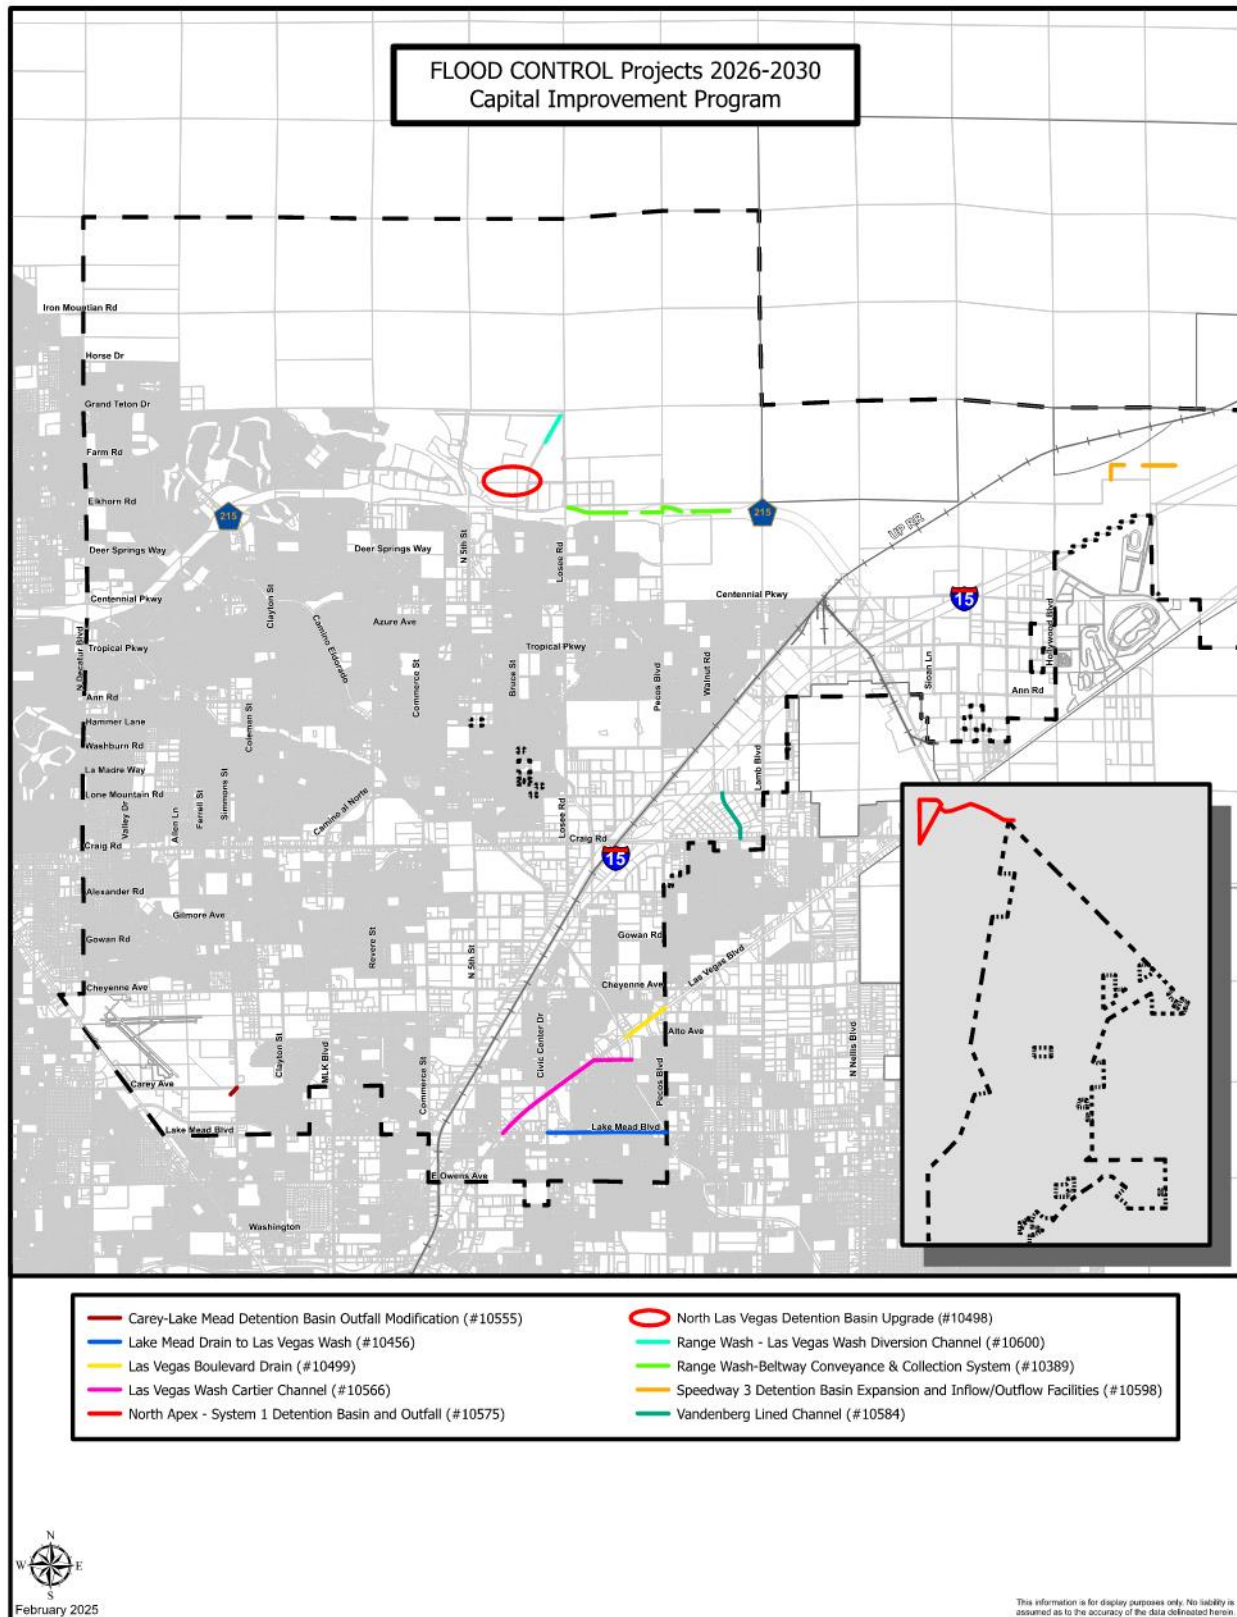 FLOOD CONTROL Projects 2026-2030
Capital Improvement Program
Iron Mountian Rd
Horse Dr
Grand Teton Dr
Farm Rd
Elkhorn Rd
215
215
UP RR
Deer Springs Way
Deer Springs Way
N 5th St
Losee Rd
Centennial Pkwy
Centennial Pkwy
15
Clayton St
Camino Eldorado
Azure Ave
N Decatur Blvd
Tropical Pkwy
Tropical Pkwy
Hollywood Blvd
Commerce St
Bruce St
Pecos Blvd
Walnut Rd
Sloan Ln
Ann Rd
Ann Rd
Hammer Lane
Coleman St
Washburn Rd
La Madre Way
Lamb Blvd
Lone Mountain Rd
Valley Dr
Allen Ln
Ferrell St
Simmons St
Camino al Norte
Losee Rd
Craig Rd
Craig Rd
15
Alexander Rd
Gilmore Ave
Gowan Rd
Gowan Rd
Revere St
N 5th St
Las Vegas Blvd
Cheyenne Ave
Cheyenne Ave
Alto Ave
Clayton St
MLK Blvd
Commerce St
Civic Center Dr
Pecos Blvd
N Nellis Blvd
Carey Ave
Lake Mead Blvd
Lake Mead Blvd
E Owens Ave
Washington
Carey-Lake Mead Detention Basin Outfall Modification (#10555)
Lake Mead Drain to Las Vegas Wash (#10456)
Las Vegas Boulevard Drain (#10499)
Las Vegas Wash Cartier Channel (#10566)
North Apex - System 1 Detention Basin and Outfall (#10575)
North Las Vegas Detention Basin Upgrade (#10498)
Range Wash - Las Vegas Wash Diversion Channel (#10600)
Range Wash-Beltway Conveyance & Collection System (#10389)
Speedway 3 Detention Basin Expansion and Inflow/Outflow Facilities (#10598)
Vandenberg Lined Channel (#10584)
N
W
E
S
February 2025
This information is for display purposes only. No liability is
assumed as to the accuracy of the data delineated herein.